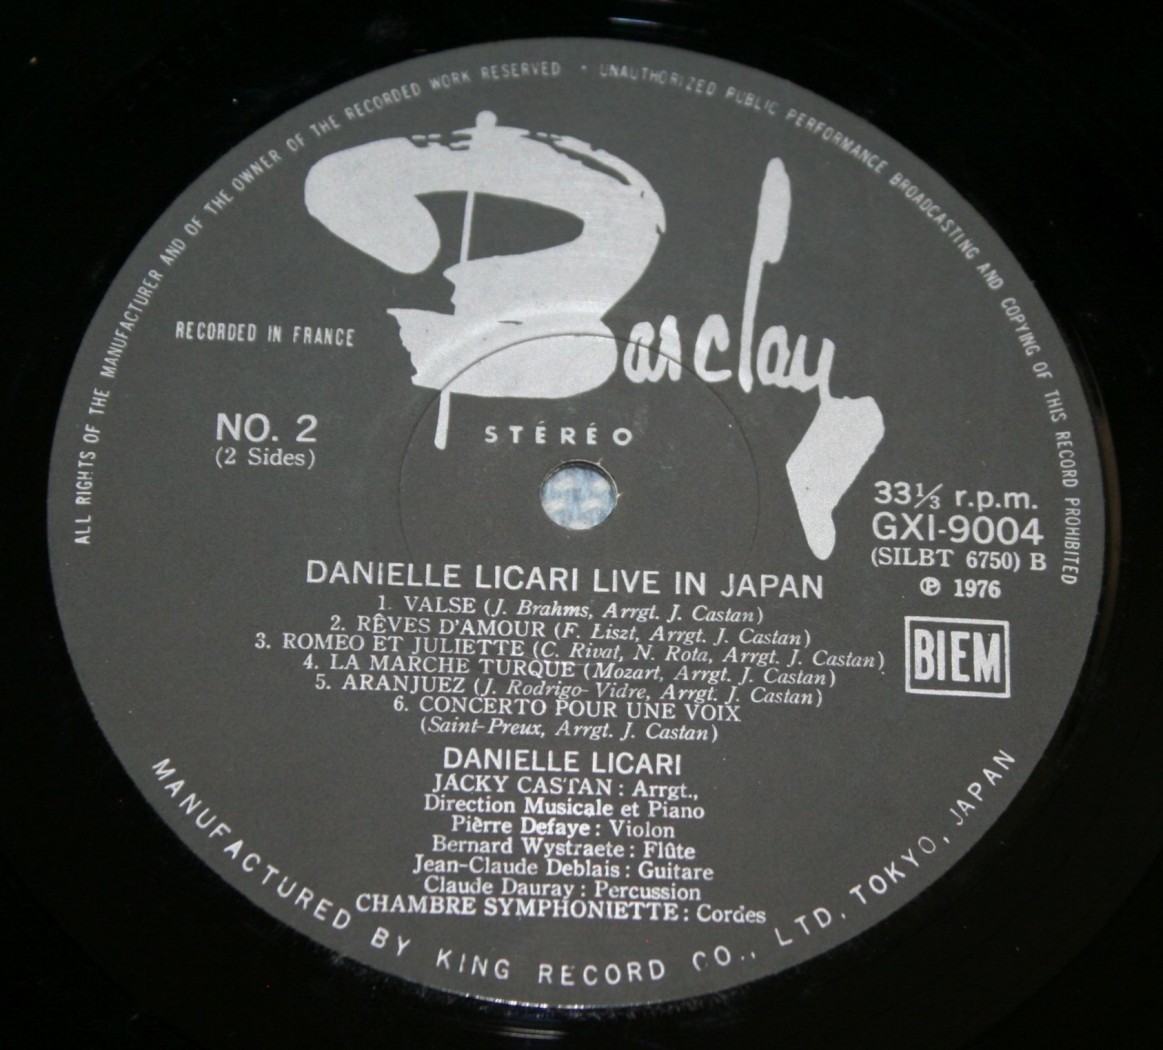 ALL RIGHTS OF THE MANUFACTURER AND OF THE OWNER OF THE RECORDED WORK RESERVED • UNAUTHORIZED PUBLIC PERFORMANCE BROADCASTING AND COPYING OF THIS RECORD PROHIBITED
Barclay
RECORDED IN FRANCE
NO. 2
(2 Sides)
STÉRÉO
33⅓ r.p.m.
GXI-9004
(SILBT 6750) B
℗ 1976
BIEM
DANIELLE LICARI LIVE IN JAPAN
1. VALSE (J. Brahms, Arrgt. J. Castan)
2. RÊVES D'AMOUR (F. Liszt, Arrgt. J. Castan)
3. ROMEO ET JULIETTE (C. Rivat, N. Rota, Arrgt. J. Castan)
4. LA MARCHE TURQUE (Mozart, Arrgt. J. Castan)
5. ARANJUEZ (J. Rodrigo-Vidre, Arrgt. J. Castan)
6. CONCERTO POUR UNE VOIX
(Saint-Preux, Arrgt. J. Castan)
DANIELLE LICARI
JACKY CASTAN : Arrgt.,
Direction Musicale et Piano
Pièrre Defaye : Violon
Bernard Wystraete : Flûte
Jean-Claude Deblais : Guitare
Claude Dauray : Percussion
CHAMBRE SYMPHONIETTE : Cordes
MANUFACTURED BY KING RECORD CO., LTD. TOKYO, JAPAN